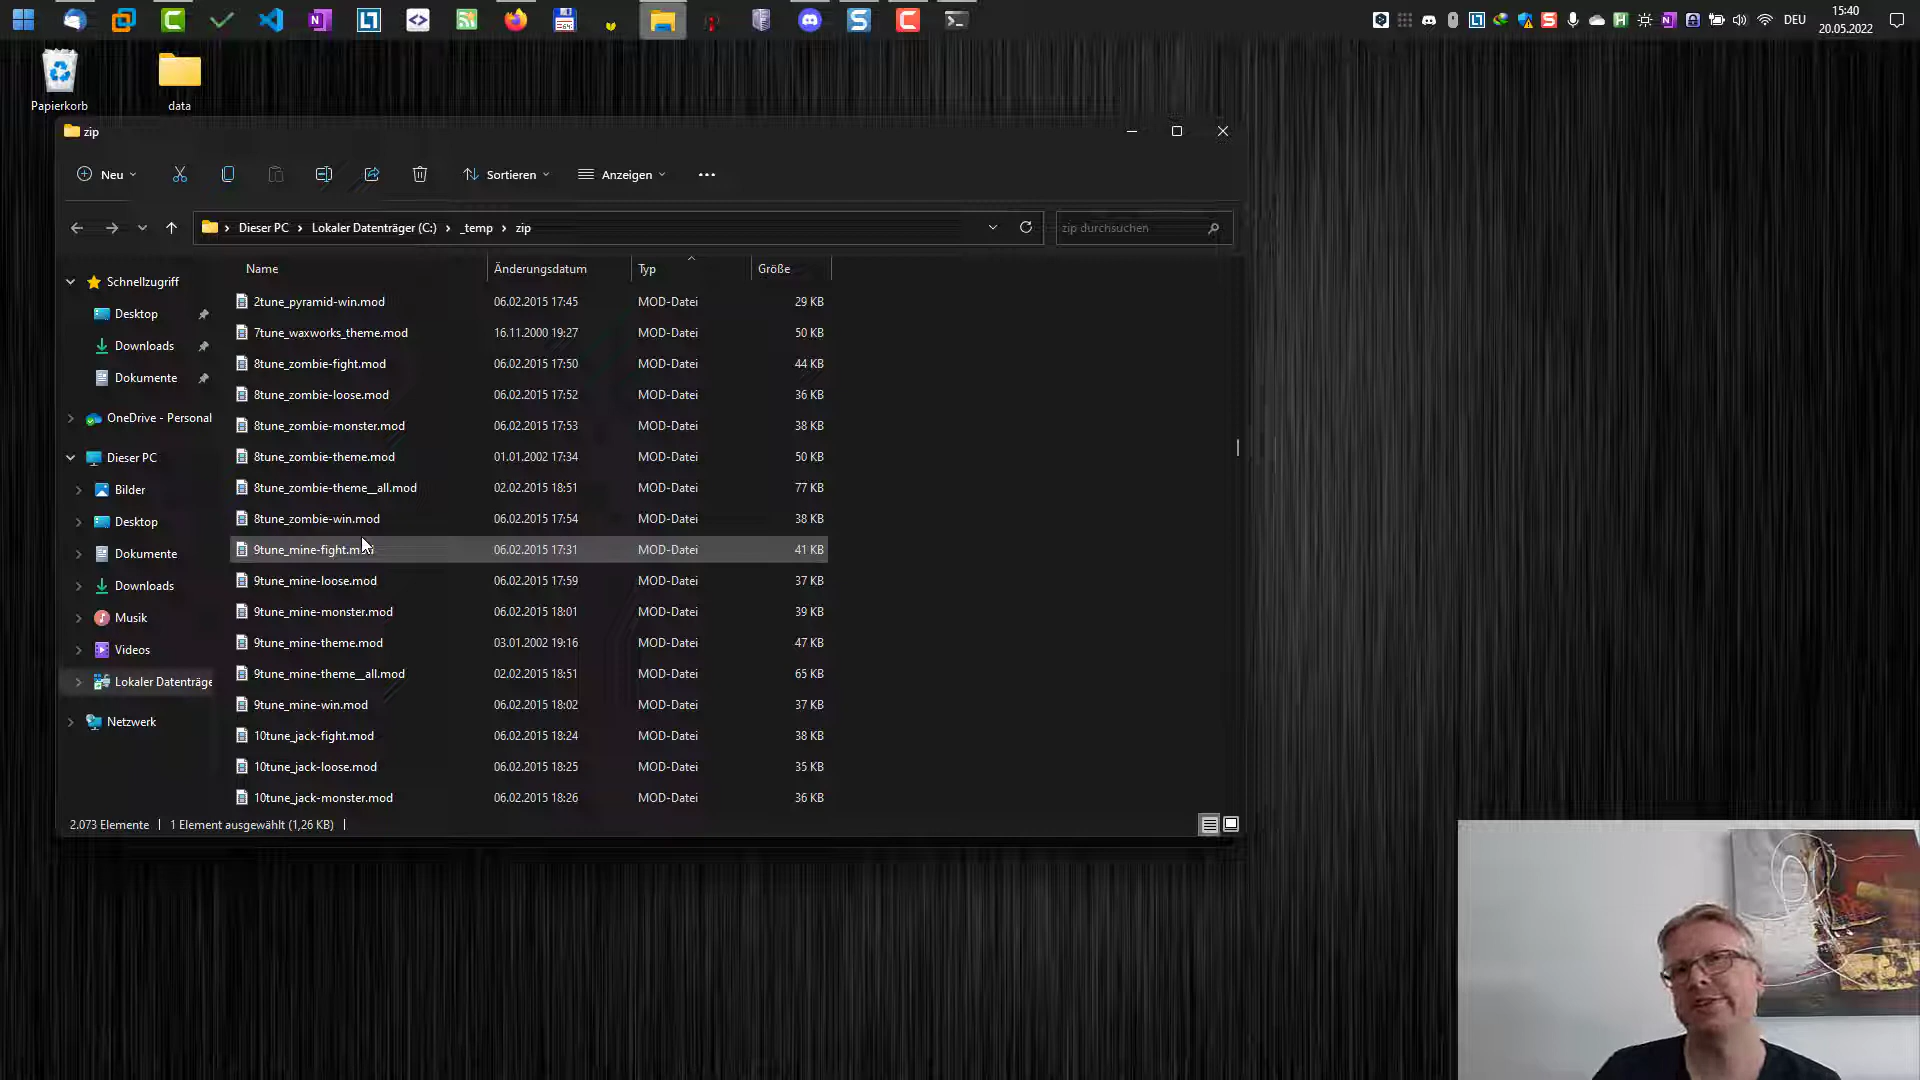 DEU
15:40
20.05.2022
Papierkorb
data
zip
Neu
Sortieren
Anzeigen
Dieser PC
Lokaler Datenträger (C:)
_temp
zip
zip durchsuchen
Name Änderungsdatum Typ Größe
2tune_pyramid-win.mod 06.02.2015 17:45 MOD-Datei 29 KB
7tune_waxworks_theme.mod 16.11.2000 19:27 MOD-Datei 50 KB
8tune_zombie-fight.mod 06.02.2015 17:50 MOD-Datei 44 KB
8tune_zombie-loose.mod 06.02.2015 17:52 MOD-Datei 36 KB
8tune_zombie-monster.mod 06.02.2015 17:53 MOD-Datei 38 KB
8tune_zombie-theme.mod 01.01.2002 17:34 MOD-Datei 50 KB
8tune_zombie-theme__all.mod 02.02.2015 18:51 MOD-Datei 77 KB
8tune_zombie-win.mod 06.02.2015 17:54 MOD-Datei 38 KB
9tune_mine-fight.mod 06.02.2015 17:31 MOD-Datei 41 KB
9tune_mine-loose.mod 06.02.2015 17:59 MOD-Datei 37 KB
9tune_mine-monster.mod 06.02.2015 18:01 MOD-Datei 39 KB
9tune_mine-theme.mod 03.01.2002 19:16 MOD-Datei 47 KB
9tune_mine-theme__all.mod 02.02.2015 18:51 MOD-Datei 65 KB
9tune_mine-win.mod 06.02.2015 18:02 MOD-Datei 37 KB
10tune_jack-fight.mod 06.02.2015 18:24 MOD-Datei 38 KB
10tune_jack-loose.mod 06.02.2015 18:25 MOD-Datei 35 KB
10tune_jack-monster.mod 06.02.2015 18:26 MOD-Datei 36 KB
Schnellzugriff
Desktop
Downloads
Dokumente
OneDrive - Personal
Dieser PC
Bilder
Desktop
Dokumente
Downloads
Musik
Videos
Lokaler Datenträge
Netzwerk
2.073 Elemente
1 Element ausgewählt (1,26 KB)